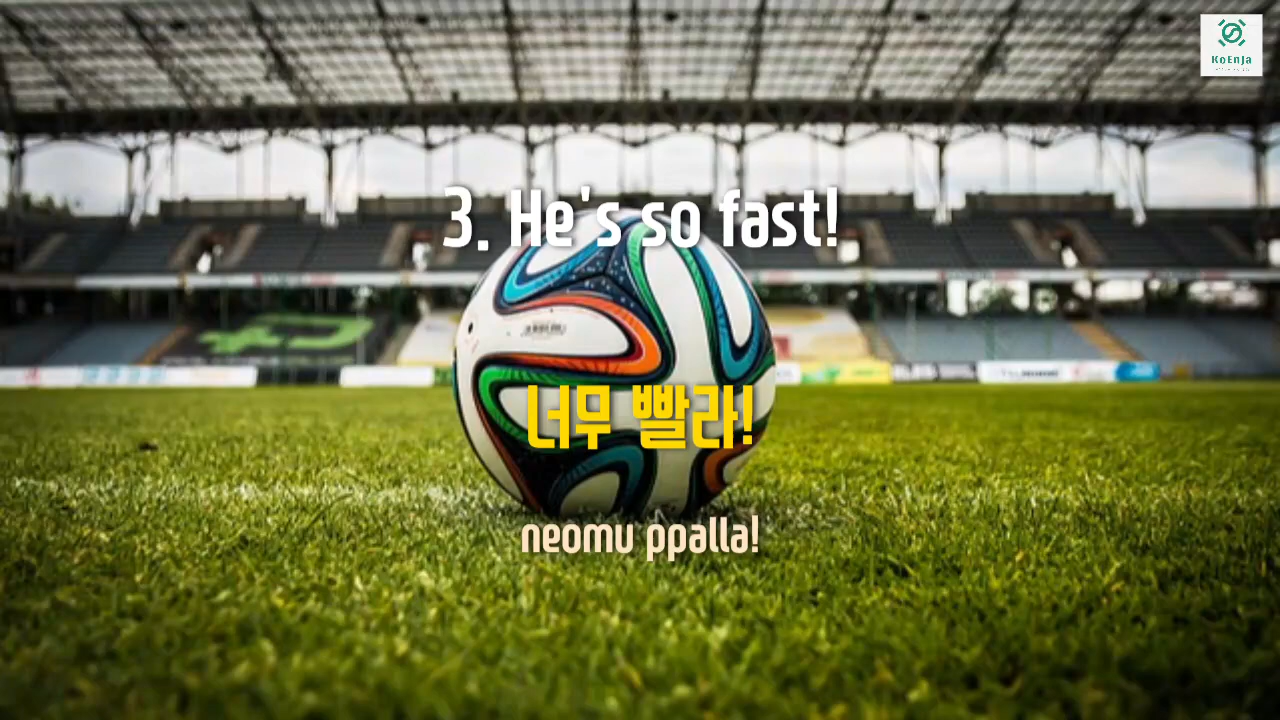 KoEnJa
3. He's so fast!
너무 빨라!
neomu ppalla!